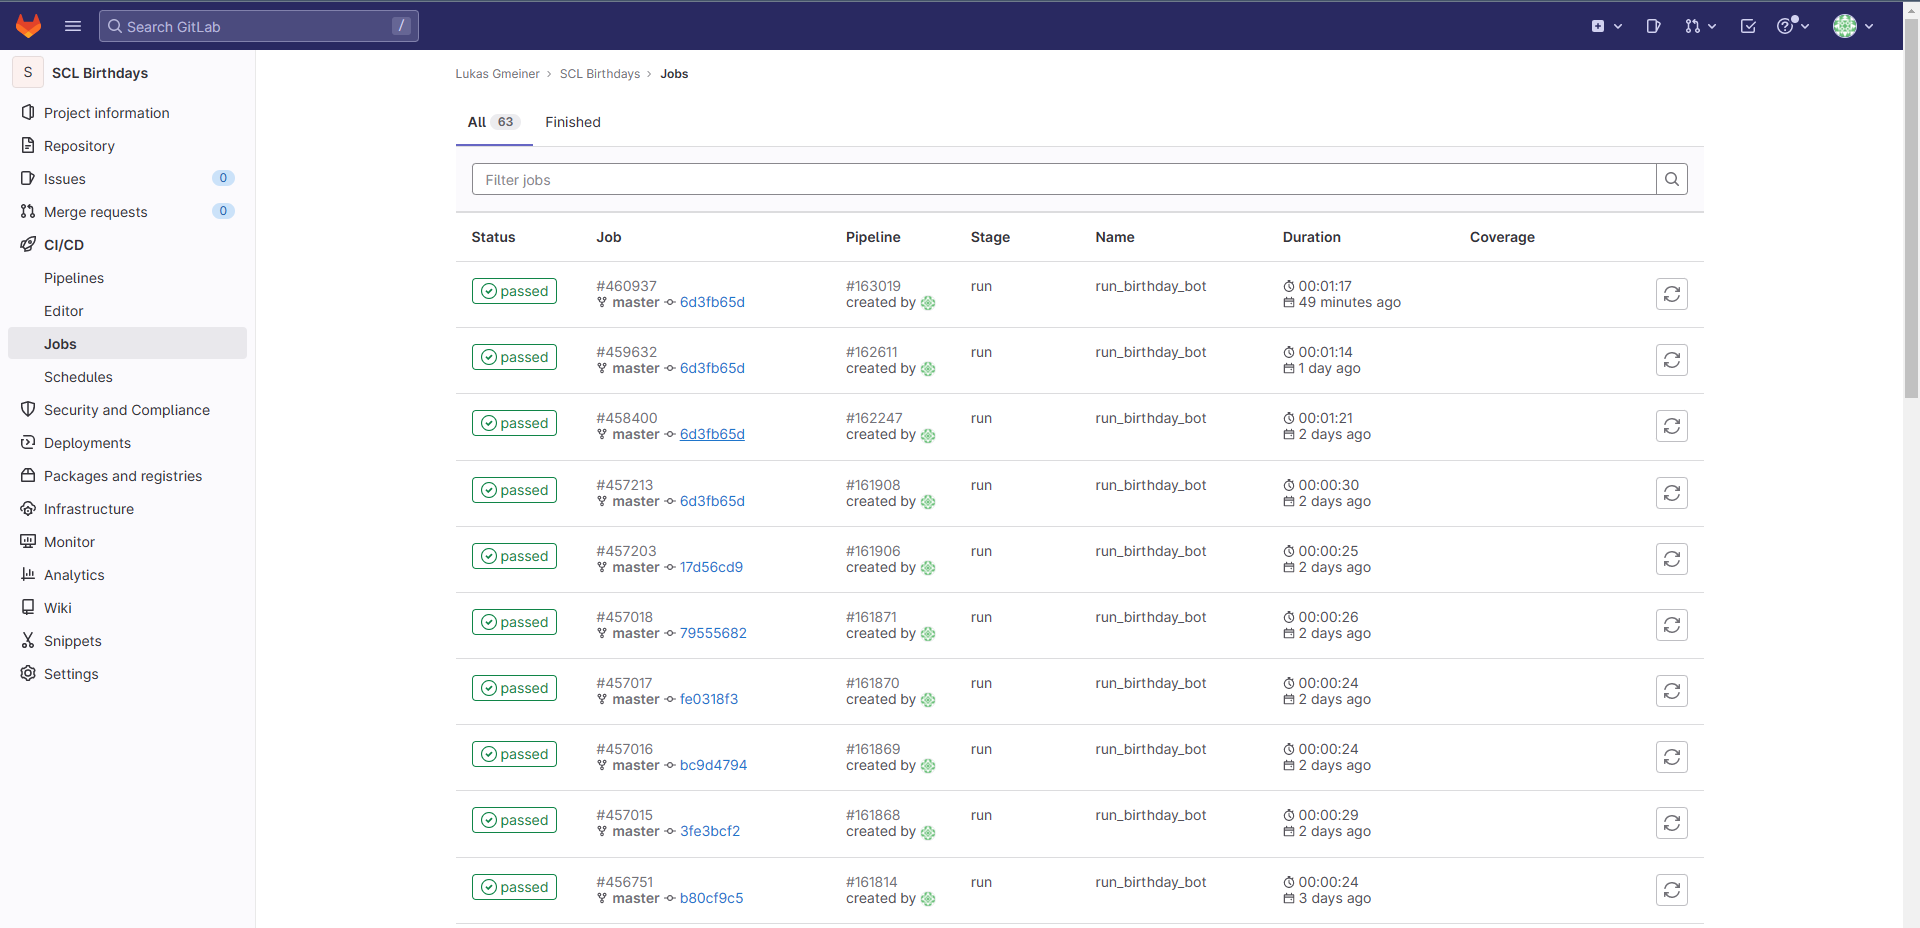 Search GitLab /
S SCL Birthdays
Project information
Repository
Issues 0
Merge requests 0
CI/CD
Pipelines
Editor
Jobs
Schedules
Security and Compliance
Deployments
Packages and registries
Infrastructure
Monitor
Analytics
Wiki
Snippets
Settings
Lukas Gmeiner › SCL Birthdays › Jobs
All 63 Finished
Filter jobs
Status Job Pipeline Stage Name Duration Coverage
passed #460937 #163019 run run_birthday_bot 00:01:17
master 6d3fb65d created by 49 minutes ago
passed #459632 #162611 run run_birthday_bot 00:01:14
master 6d3fb65d created by 1 day ago
passed #458400 #162247 run run_birthday_bot 00:01:21
master 6d3fb65d created by 2 days ago
passed #457213 #161908 run run_birthday_bot 00:00:30
master 6d3fb65d created by 2 days ago
passed #457203 #161906 run run_birthday_bot 00:00:25
master 17d56cd9 created by 2 days ago
passed #457018 #161871 run run_birthday_bot 00:00:26
master 79555682 created by 2 days ago
passed #457017 #161870 run run_birthday_bot 00:00:24
master fe0318f3 created by 2 days ago
passed #457016 #161869 run run_birthday_bot 00:00:24
master bc9d4794 created by 2 days ago
passed #457015 #161868 run run_birthday_bot 00:00:29
master 3fe3bcf2 created by 2 days ago
passed #456751 #161814 run run_birthday_bot 00:00:24
master b80cf9c5 created by 3 days ago